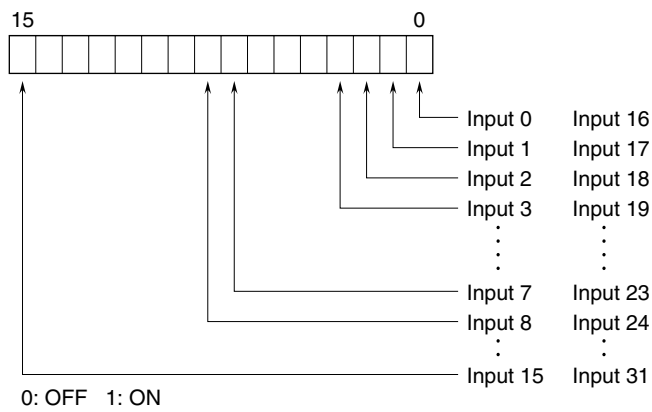 15 0
Input 0 Input 16
Input 1 Input 17
Input 2 Input 18
Input 3 Input 19
Input 7 Input 23
Input 8 Input 24
Input 15 Input 31
0: OFF 1: ON